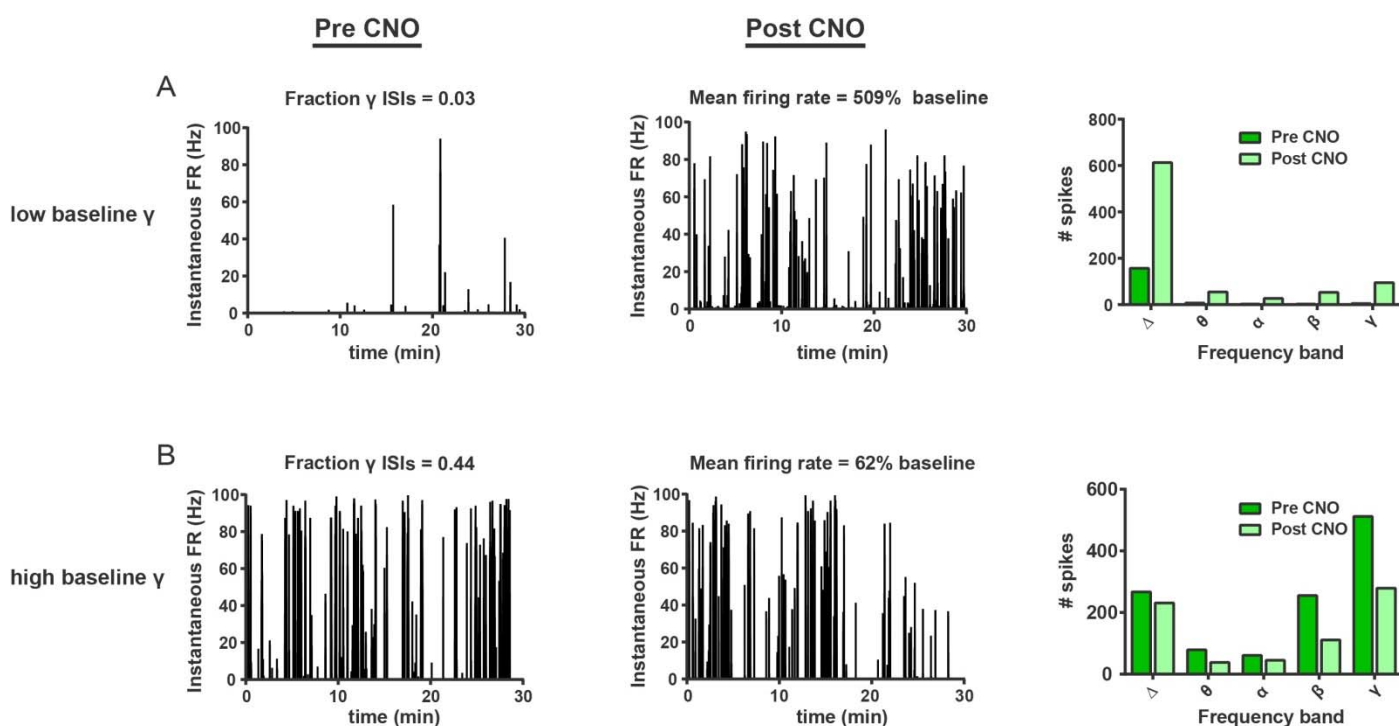 Pre CNO
Post CNO
A
Fraction γ ISIs = 0.03
Mean firing rate = 509% baseline
low baseline γ
Instantaneous FR (Hz)
100
80
60
40
20
0
0 10 20 30
time (min)
Instantaneous FR (Hz)
100
80
60
40
20
0
0 10 20 30
time (min)
# spikes
800
600
400
200
0
Pre CNO
Post CNO
Δ θ α β γ
Frequency band
B
Fraction γ ISIs = 0.44
Mean firing rate = 62% baseline
high baseline γ
Instantaneous FR (Hz)
100
80
60
40
20
0
0 10 20 30
time (min)
Instantaneous FR (Hz)
100
80
60
40
20
0
0 10 20 30
time (min)
# spikes
600
400
200
0
Pre CNO
Post CNO
Δ θ α β γ
Frequency band